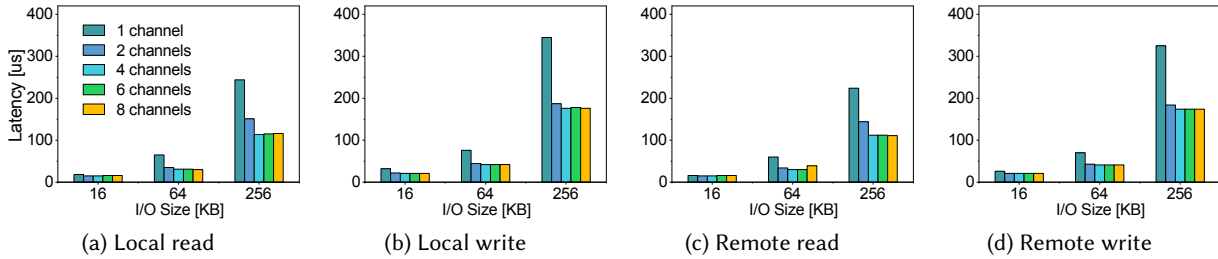 Latency [us]
400
300
200
100
0
1 channel
2 channels
4 channels
6 channels
8 channels
16 64 256
I/O Size [KB]
(a) Local read
400
300
200
100
0
16 64 256
I/O Size [KB]
(b) Local write
400
300
200
100
0
16 64 256
I/O Size [KB]
(c) Remote read
400
300
200
100
0
16 64 256
I/O Size [KB]
(d) Remote write